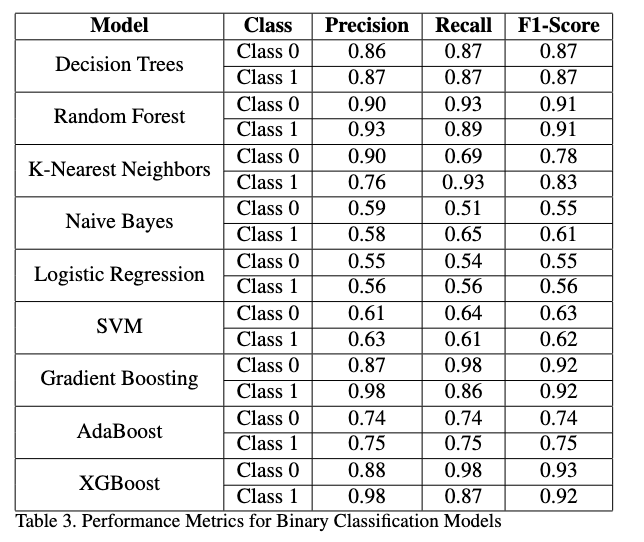 Model Class Precision Recall F1-Score
Decision Trees Class 0 0.86 0.87 0.87
Class 1 0.87 0.87 0.87
Random Forest Class 0 0.90 0.93 0.91
Class 1 0.93 0.89 0.91
K-Nearest Neighbors Class 0 0.90 0.69 0.78
Class 1 0.76 0..93 0.83
Naive Bayes Class 0 0.59 0.51 0.55
Class 1 0.58 0.65 0.61
Logistic Regression Class 0 0.55 0.54 0.55
Class 1 0.56 0.56 0.56
SVM Class 0 0.61 0.64 0.63
Class 1 0.63 0.61 0.62
Gradient Boosting Class 0 0.87 0.98 0.92
Class 1 0.98 0.86 0.92
AdaBoost Class 0 0.74 0.74 0.74
Class 1 0.75 0.75 0.75
XGBoost Class 0 0.88 0.98 0.93
Class 1 0.98 0.87 0.92
Table 3. Performance Metrics for Binary Classification Models